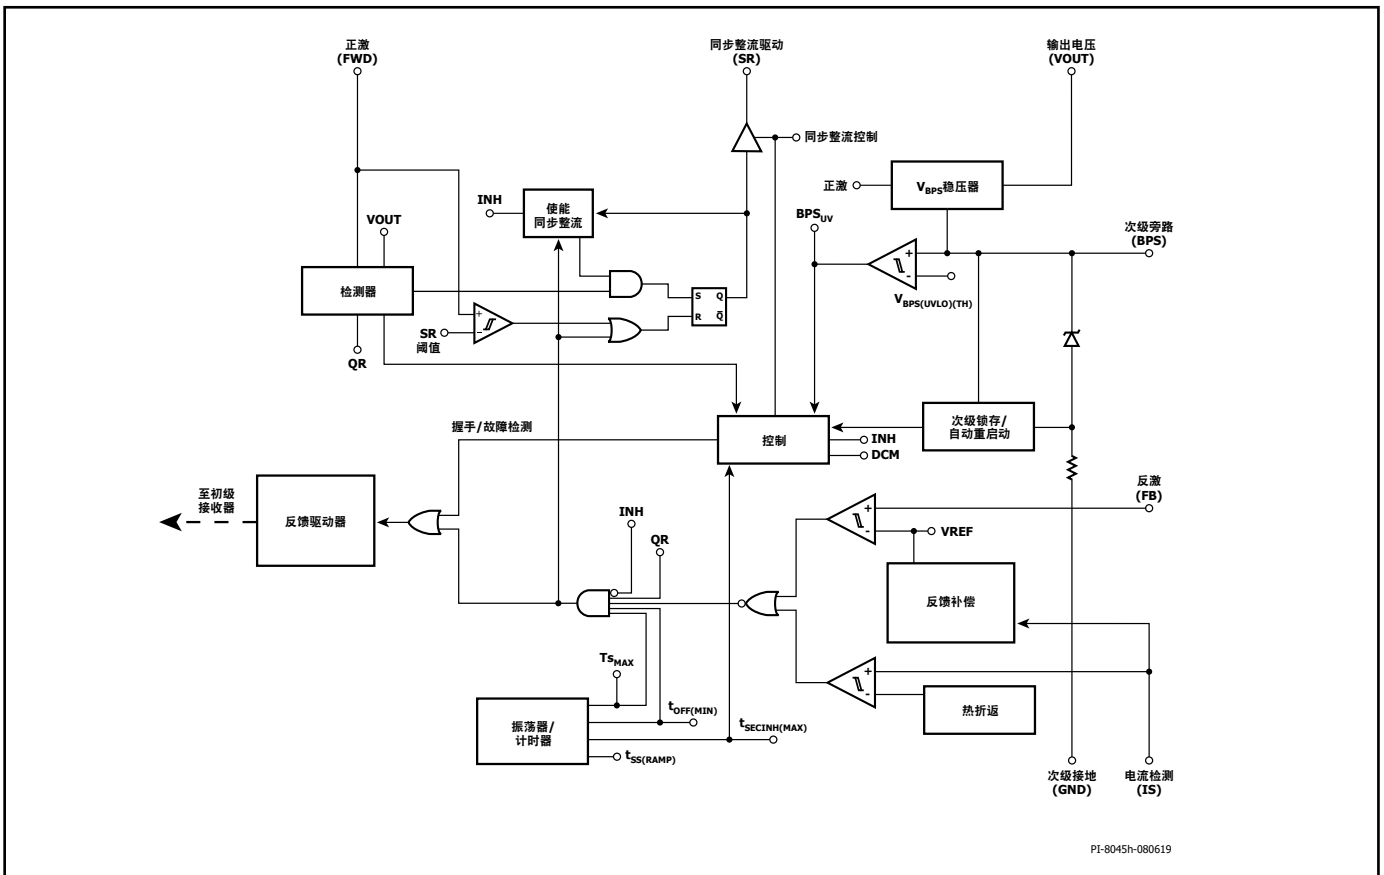 正激
(FWD)
同步整流驱动
(SR)
输出电压
(VOUT)
同步整流控制
正激
VBPS稳压器
INH
使能
同步整流
BPSUV
VOUT
次级旁路
(BPS)
+
-
VBPS(UVLO)(TH)
检测器
S Q
R Q̅
+
-
SR
阈值
QR
次级锁存/
自动重启动
握手/故障检测
控制
INH
DCM
至初级
接收器
反馈驱动器
反激
(FB)
INH
QR
+
-
VREF
反馈补偿
TsMAX
+
-
热折返
振荡器/
计时器
tOFF(MIN)
tSECINH(MAX)
tSS(RAMP)
次级接地
(GND)
电流检测
(IS)
PI-8045h-080619